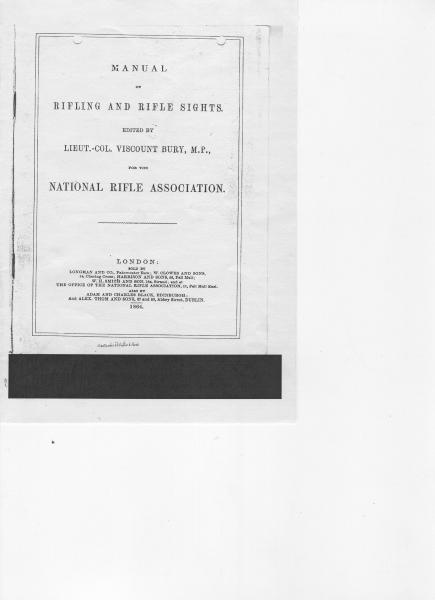 MANUAL
OF
RIFLING AND RIFLE SIGHTS.
EDITED BY
LIEUT.-COL. VISCOUNT BURY, M.P.,
FOR THE
NATIONAL RIFLE ASSOCIATION.
LONDON:
SOLD BY
LONGMAN AND CO., Paternoster Row; W. CLOWES AND SONS,
14, Charing Cross; HARRISON AND SONS, 59, Pall Mall;
W. H. SMITH AND SON, 186, Strand; and at
THE OFFICE OF THE NATIONAL RIFLE ASSOCIATION, 11, Pall Mall East.
ALSO BY
ADAM AND CHARLES BLACK, EDINBURGH;
And ALEX. THOM AND SONS, 87 and 88, Abbey Street, DUBLIN.
1864.